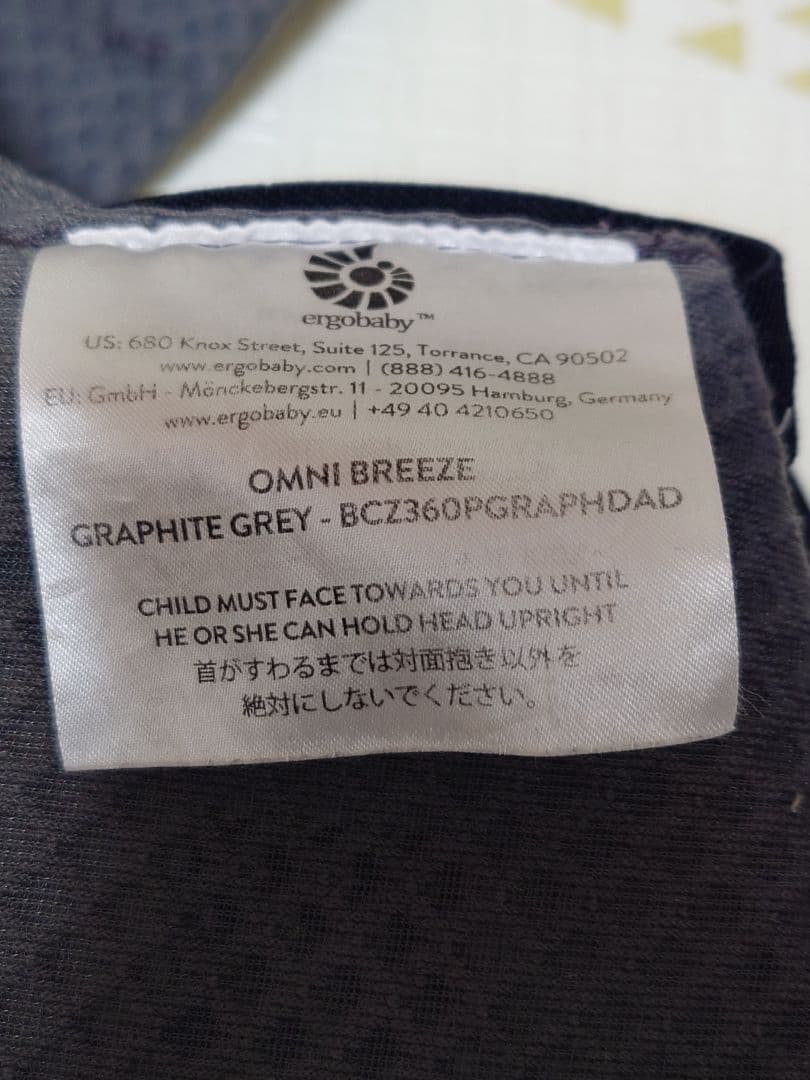 ergobaby™
US: 680 Knox Street, Suite 125, Torrance, CA 90502
www.ergobaby.com | (888) 416-4888
EU: GmbH - Mönckebergstr. 11 - 20095 Hamburg, Germany
www.ergobaby.eu | +49 40 4210650
OMNI BREEZE
GRAPHITE GREY - BCZ360PGRAPHDAD
CHILD MUST FACE TOWARDS YOU UNTIL
HE OR SHE CAN HOLD HEAD UPRIGHT
首がすわるまでは対面抱き以外を
絶対にしないでください。